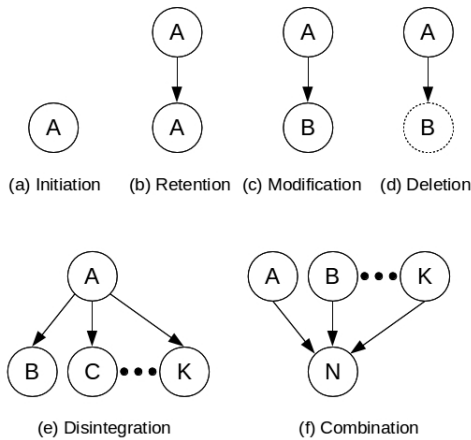 A A A
A A B B
(a) Initiation (b) Retention (c) Modification (d) Deletion
A A B K
B C K N
(e) Disintegration (f) Combination